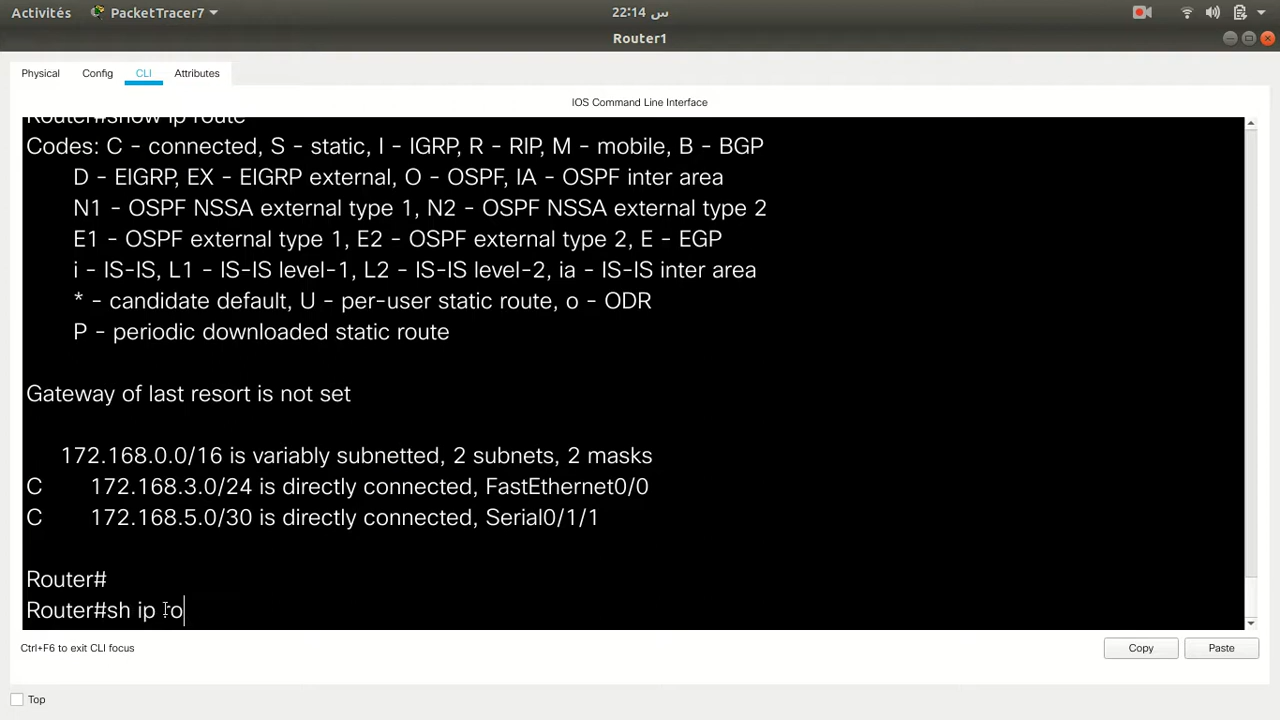 Activités PacketTracer7 22:14 س
Router1
Physical Config CLI Attributes
IOS Command Line Interface
Router#show ip route
Codes: C - connected, S - static, I - IGRP, R - RIP, M - mobile, B - BGP
D - EIGRP, EX - EIGRP external, O - OSPF, IA - OSPF inter area
N1 - OSPF NSSA external type 1, N2 - OSPF NSSA external type 2
E1 - OSPF external type 1, E2 - OSPF external type 2, E - EGP
i - IS-IS, L1 - IS-IS level-1, L2 - IS-IS level-2, ia - IS-IS inter area
* - candidate default, U - per-user static route, o - ODR
P - periodic downloaded static route
Gateway of last resort is not set
172.168.0.0/16 is variably subnetted, 2 subnets, 2 masks
C 172.168.3.0/24 is directly connected, FastEthernet0/0
C 172.168.5.0/30 is directly connected, Serial0/1/1
Router#
Router#sh ip ro
Ctrl+F6 to exit CLI focus
Copy Paste
Top